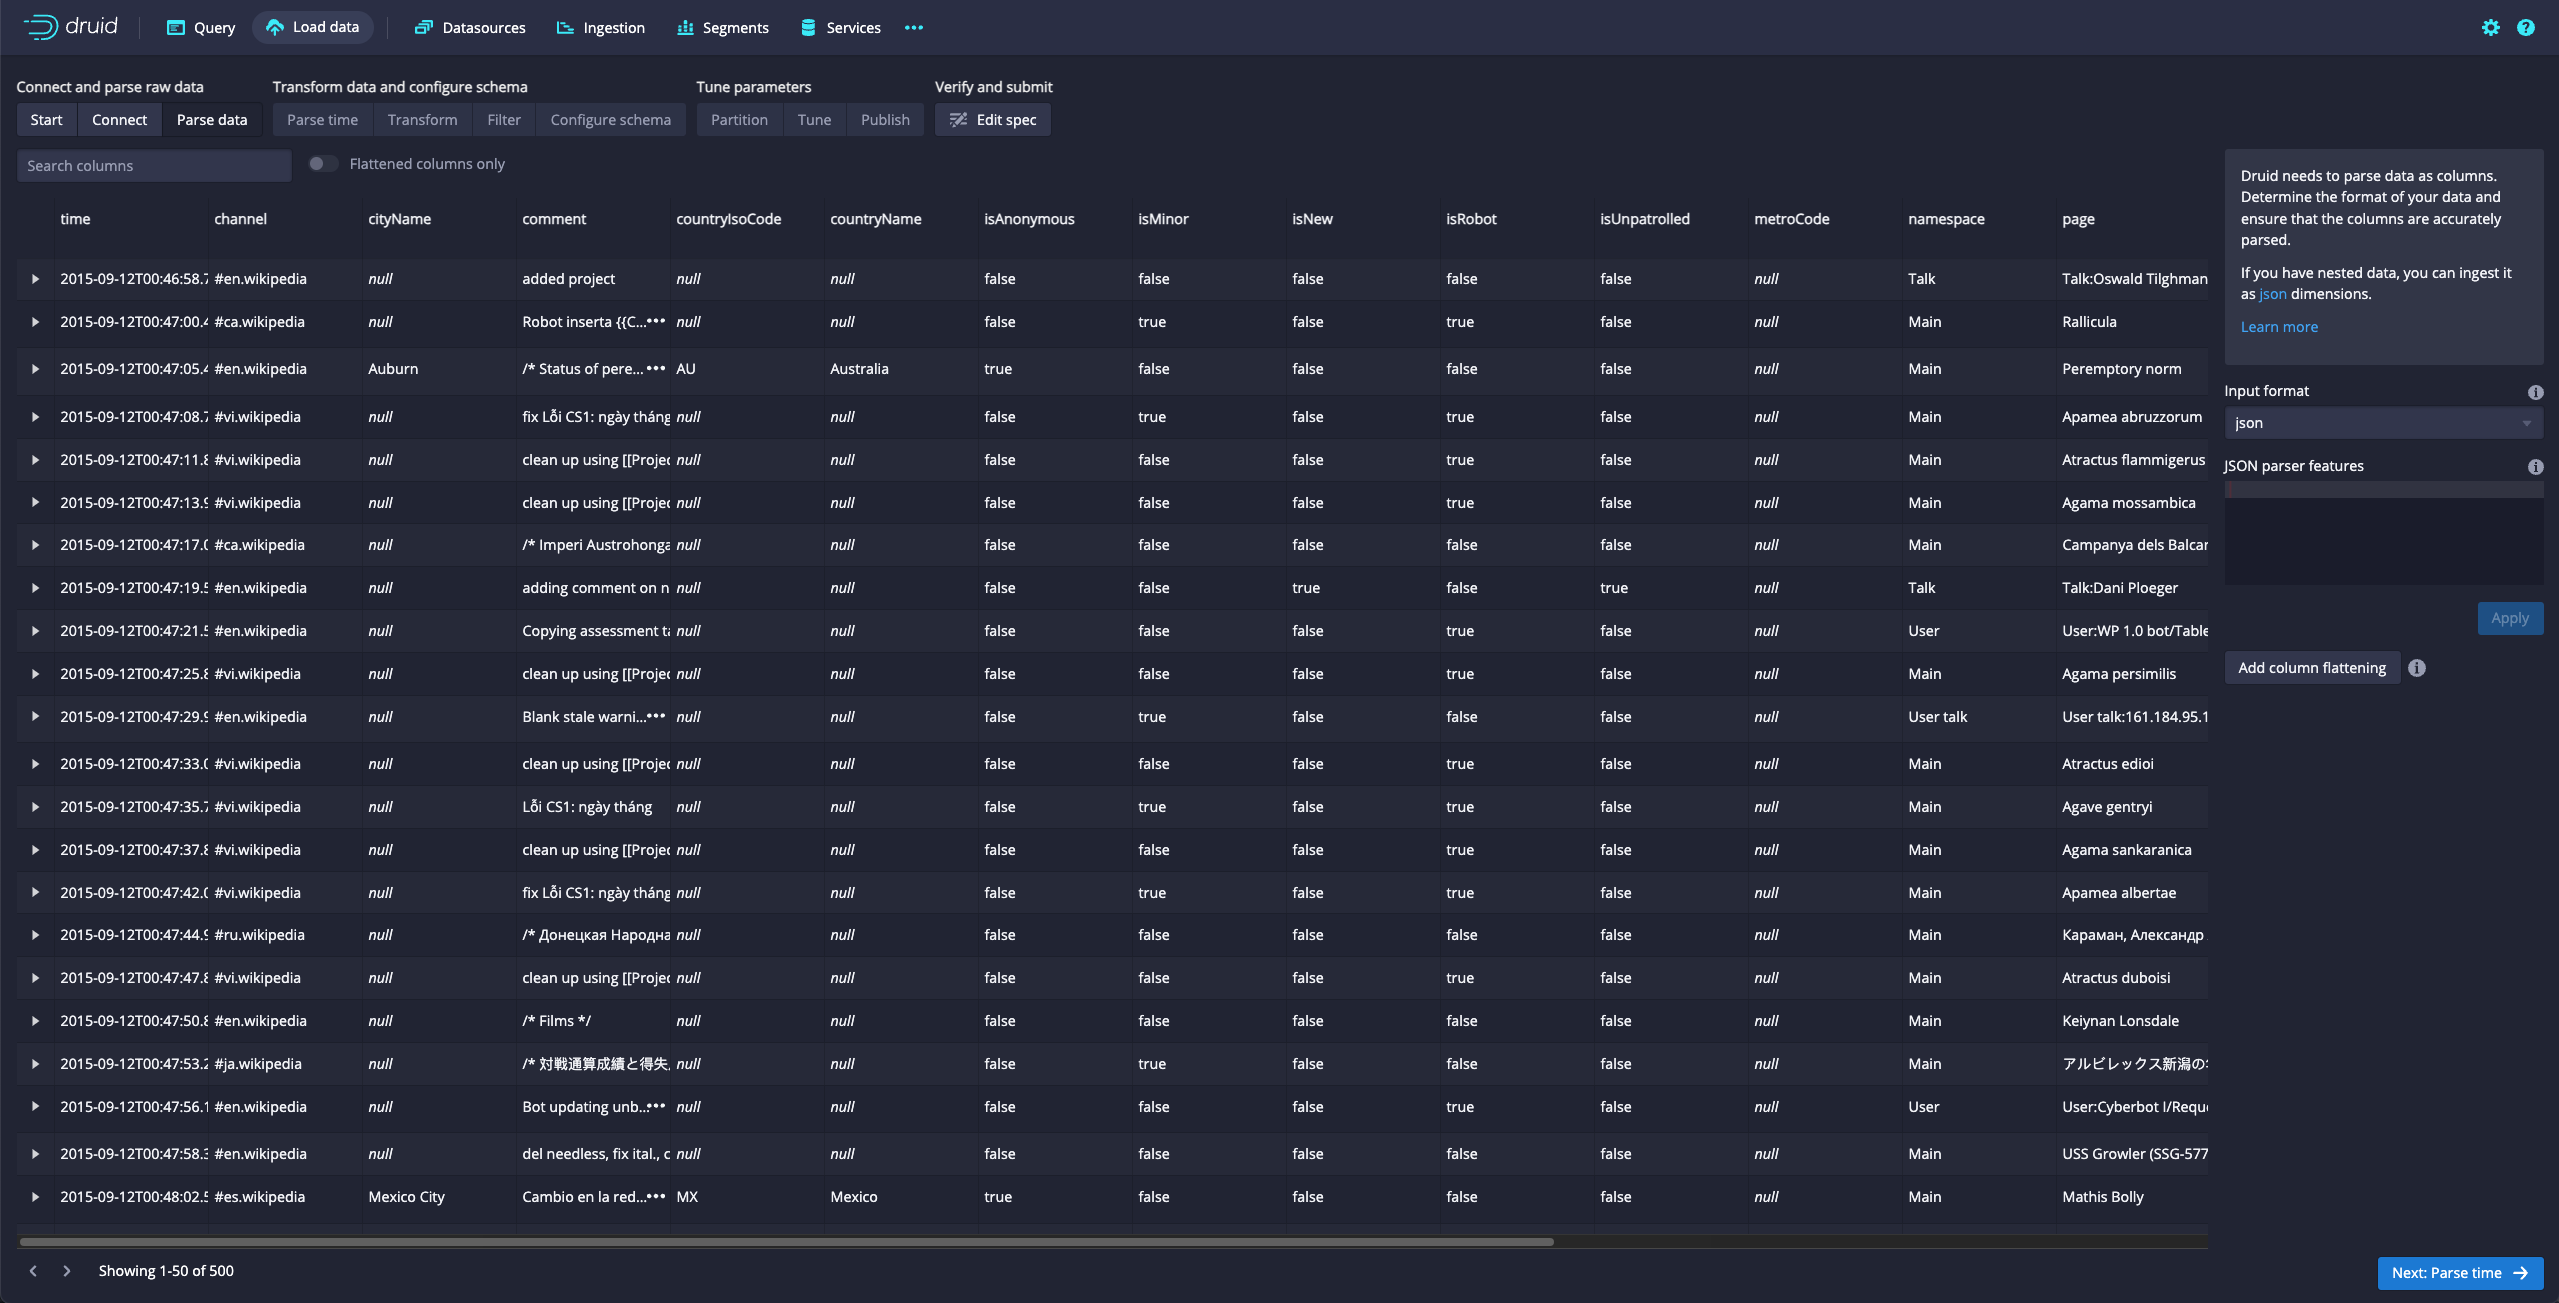 druid Query Load data Datasources Ingestion Segments Services
Connect and parse raw data Transform data and configure schema Tune parameters Verify and submit
Start Connect Parse data Parse time Transform Filter Configure schema Partition Tune Publish Edit spec
Search columns Flattened columns only
time channel cityName comment countryIsoCode countryName isAnonymous isMinor isNew isRobot isUnpatrolled metroCode namespace page
2015-09-12T00:46:58.7 #en.wikipedia null added project null null false false false false false null Talk Talk:Oswald Tilghman
2015-09-12T00:47:00.4 #ca.wikipedia null Robot inserta {{C...••• null null false true false true false null Main Rallicula
2015-09-12T00:47:05.4 #en.wikipedia Auburn /* Status of pere...••• AU Australia true false false false false null Main Peremptory norm
2015-09-12T00:47:08.7 #vi.wikipedia null fix Lỗi CS1: ngày tháng null null false true false true false null Main Apamea abruzzorum
2015-09-12T00:47:11.8 #vi.wikipedia null clean up using [[Projec null null false false false true false null Main Atractus flammigerus
2015-09-12T00:47:13.9 #vi.wikipedia null clean up using [[Projec null null false false false true false null Main Agama mossambica
2015-09-12T00:47:17.0 #ca.wikipedia null /* Imperi Austrohonga null null false false false false false null Main Campanya dels Balcan
2015-09-12T00:47:19.5 #en.wikipedia null adding comment on n null null false false true false true null Talk Talk:Dani Ploeger
2015-09-12T00:47:21.5 #en.wikipedia null Copying assessment ta null null false false false true false null User User:WP 1.0 bot/Table
2015-09-12T00:47:25.8 #vi.wikipedia null clean up using [[Projec null null false false false true false null Main Agama persimilis
2015-09-12T00:47:29.9 #en.wikipedia null Blank stale warni...••• null null false true false false false null User talk User talk:161.184.95.1
2015-09-12T00:47:33.0 #vi.wikipedia null clean up using [[Projec null null false false false true false null Main Atractus edioi
2015-09-12T00:47:35.7 #vi.wikipedia null Lỗi CS1: ngày tháng null null false true false true false null Main Agave gentryi
2015-09-12T00:47:37.8 #vi.wikipedia null clean up using [[Projec null null false false false true false null Main Agama sankaranica
2015-09-12T00:47:42.0 #vi.wikipedia null fix Lỗi CS1: ngày tháng null null false true false true false null Main Apamea albertae
2015-09-12T00:47:44.9 #ru.wikipedia null /* Донецкая Народна null null false false false false false null Main Караман, Александр
2015-09-12T00:47:47.8 #vi.wikipedia null clean up using [[Projec null null false false false true false null Main Atractus duboisi
2015-09-12T00:47:50.8 #en.wikipedia null /* Films */ null null false false false false false null Main Keiynan Lonsdale
2015-09-12T00:47:53.2 #ja.wikipedia null /* 対戦通算成績と得失 null null false true false false false null Main アルビレックス新潟の
2015-09-12T00:47:56.1 #en.wikipedia null Bot updating unb...••• null null false false false true false null User User:Cyberbot I/Reque
2015-09-12T00:47:58.3 #en.wikipedia null del needless, fix ital., c null null false false false false false null Main USS Growler (SSG-577
2015-09-12T00:48:02.5 #es.wikipedia Mexico City Cambio en la red...••• MX Mexico true false false false false null Main Mathis Bolly
Showing 1-50 of 500
Druid needs to parse data as columns.
Determine the format of your data and
ensure that the columns are accurately
parsed.
If you have nested data, you can ingest it
as json dimensions.
Learn more
Input format
json
JSON parser features
Apply
Add column flattening
Next: Parse time